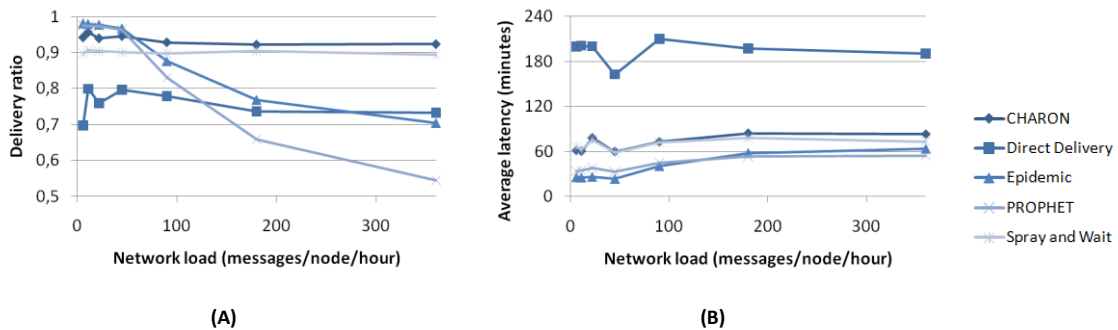 Delivery ratio
1
0,9
0,8
0,7
0,6
0,5
0
100
200
300
Network load (messages/node/hour)
(A)
Average latency (minutes)
240
180
120
60
0
0
100
200
300
Network load (messages/node/hour)
(B)
CHARON
Direct Delivery
Epidemic
PROPHET
Spray and Wait